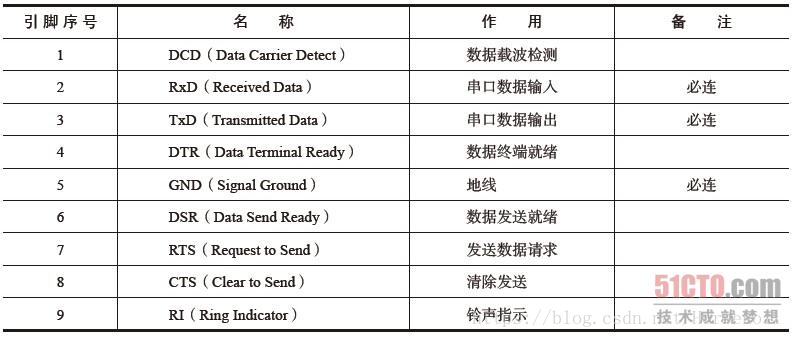 引脚序号 名 称 作 用 备 注
1 DCD（Data Carrier Detect） 数据载波检测
2 RxD（Received Data） 串口数据输入 必连
3 TxD（Transmitted Data） 串口数据输出 必连
4 DTR（Data Terminal Ready） 数据终端就绪
5 GND（Signal Ground） 地线 必连
6 DSR（Data Send Ready） 数据发送就绪
7 RTS（Request to Send） 发送数据请求
8 CTS（Clear to Send） 清除发送
9 RI（Ring Indicator） 铃声指示
51CTO.com
技术成就梦想